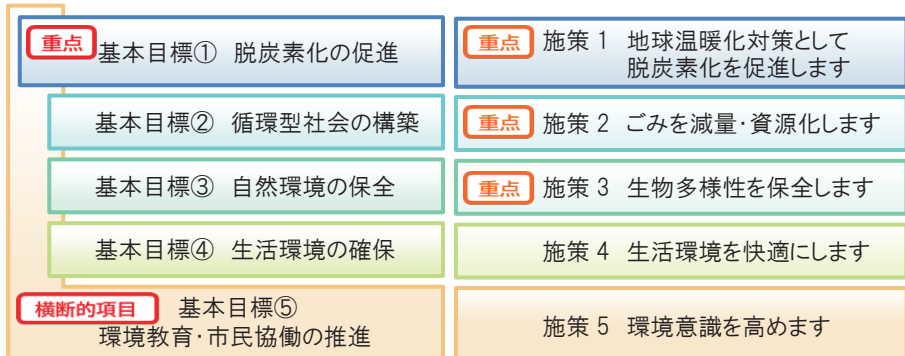 重点 基本目標① 脱炭素化の促進
重点 施策 1 地球温暖化対策として
脱炭素化を促進します
基本目標② 循環型社会の構築
重点 施策 2 ごみを減量・資源化します
基本目標③ 自然環境の保全
重点 施策 3 生物多様性を保全します
基本目標④ 生活環境の確保
施策 4 生活環境を快適にします
横断的項目 基本目標⑤
環境教育・市民協働の推進
施策 5 環境意識を高めます